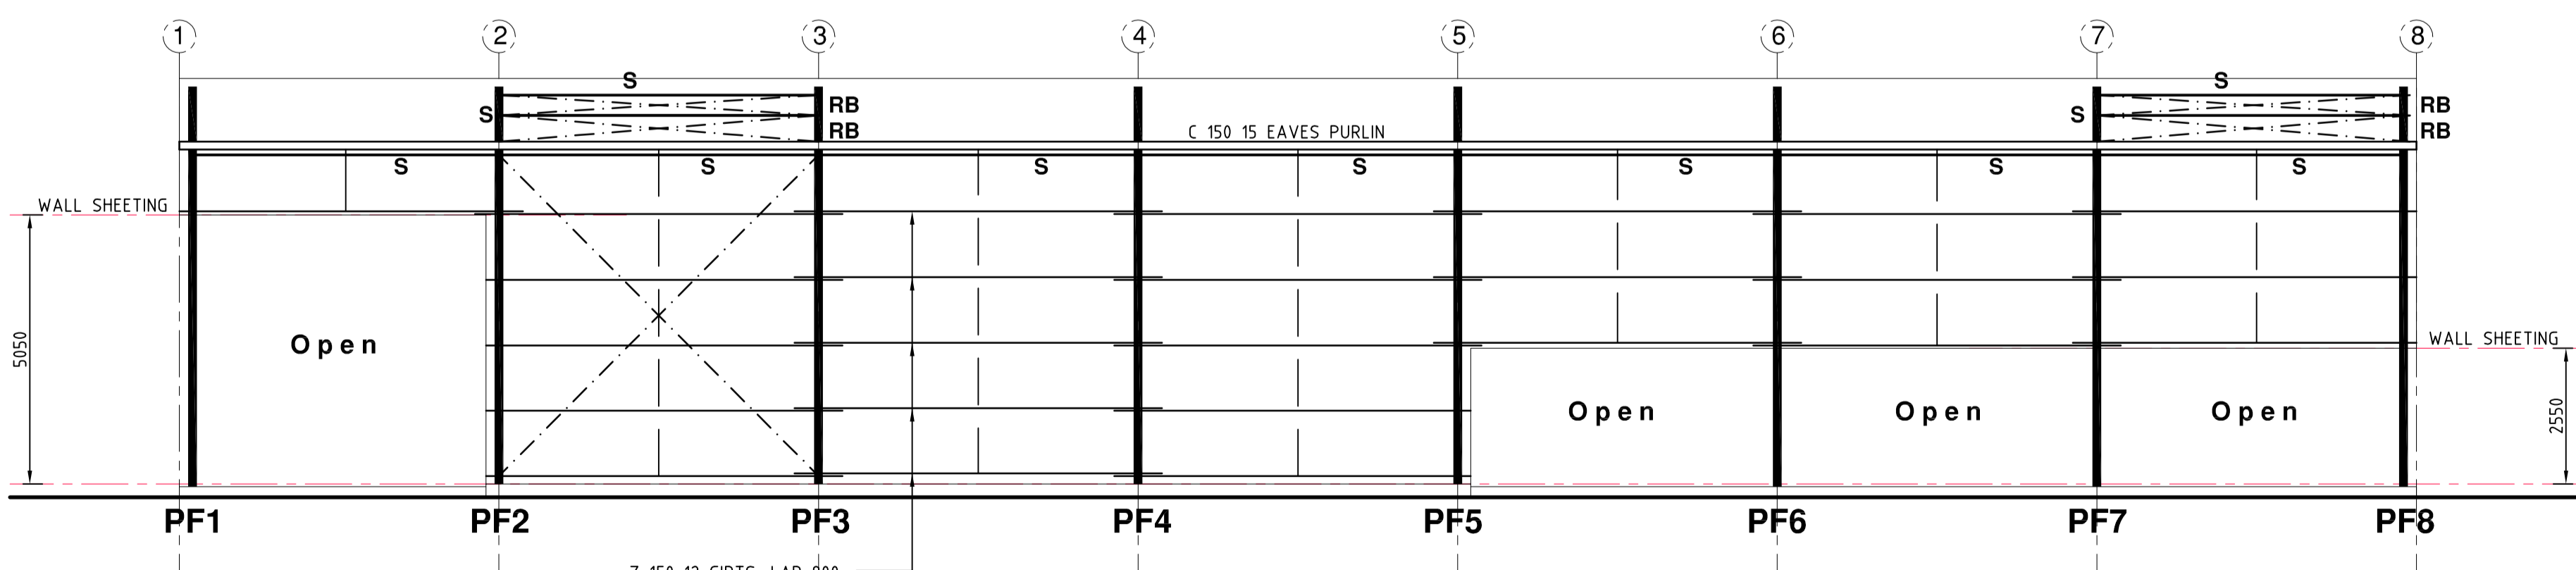 1 2 3 4 5 6 7 8
S S
S RB S RB
RB C 150 15 EAVES PURLIN RB
S S S S S S S
WALL SHEETING
WALL SHEETING
5050 Open
2550 Open Open Open
PF1 PF2 PF3 PF4 PF5 PF6 PF7 PF8